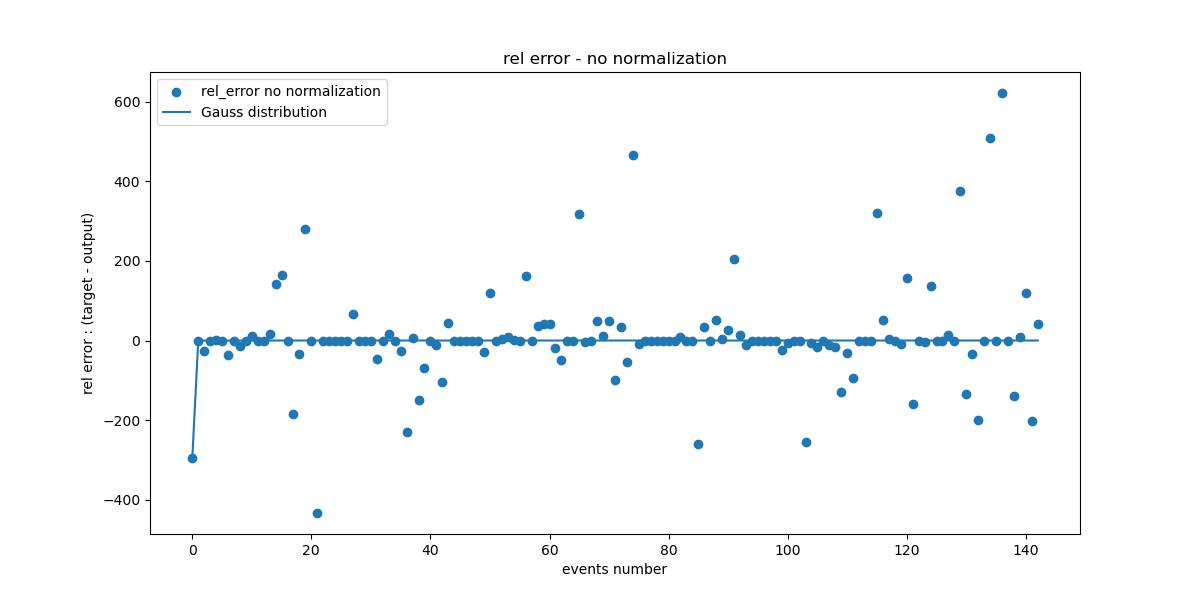 rel error - no normalization
rel_error no normalization
Gauss distribution
rel error : (target - output)
600
400
200
0
−200
−400
0 20 40 60 80 100 120 140
events number